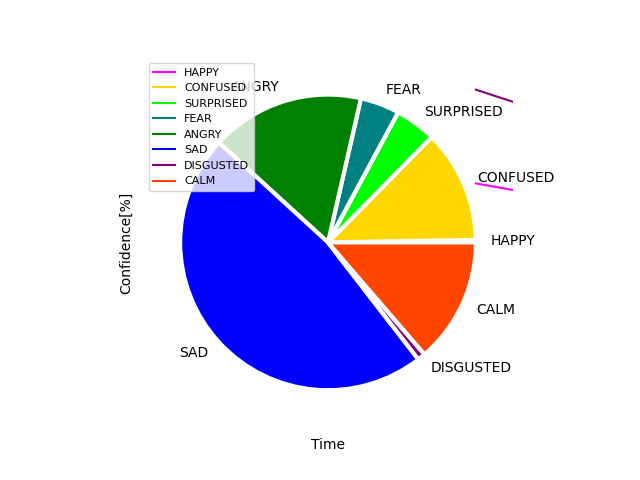 HAPPY
CONFUSED
SURPRISED
FEAR
ANGRY
SAD
DISGUSTED
CALM
ANGRY
FEAR
SURPRISED
CONFUSED
HAPPY
CALM
DISGUSTED
SAD
Confidence[%]
Time